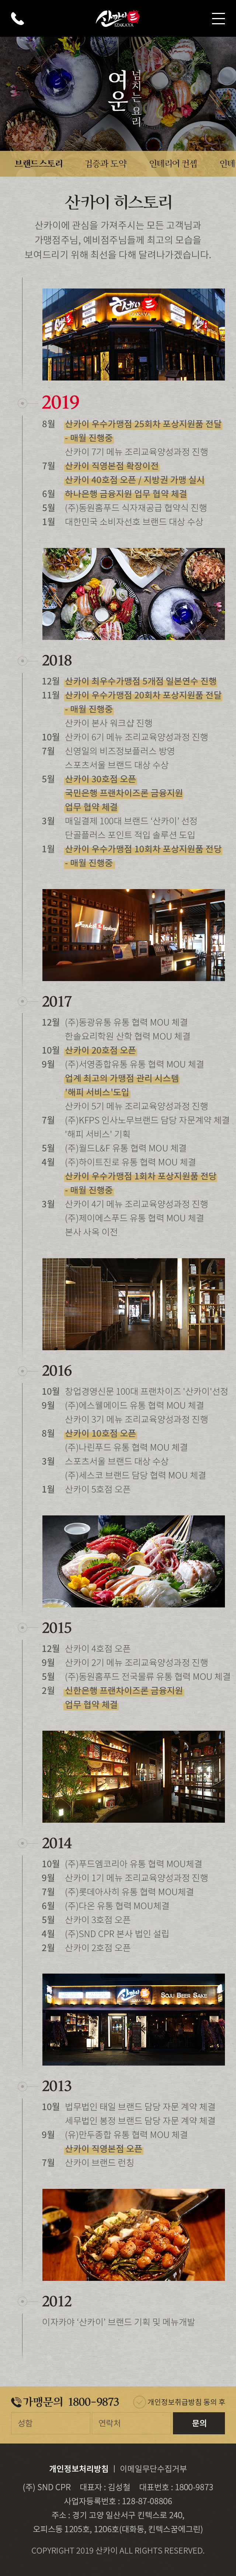 산까이 三
IZAKAYA
여운
넘치는 요리
브랜드스토리 검증과 도약 인테리어 컨셉 인테
산카이 히스토리
산카이에 관심을 가져주시는 모든 고객님과
가맹점주님, 예비점주님들께 최고의 모습을
보여드리기 위해 최선을 다해 달려나가겠습니다.
2019
8월 산카이 우수가맹점 25회차 포상지원품 전달
- 매월 진행중
산카이 7기 메뉴 조리교육양성과정 진행
7월 산카이 직영본점 확장이전
산카이 40호점 오픈 / 지방권 가맹 실시
6월 하나은행 금융지원 업무 협약 체결
5월 (주)동원홈푸드 식자재공급 협약식 진행
1월 대한민국 소비자선호 브랜드 대상 수상
2018
12월 산카이 최우수가맹점 5개점 일본연수 진행
11월 산카이 우수가맹점 20회차 포상지원품 전달
- 매월 진행중
산카이 본사 워크샵 진행
10월 산카이 6기 메뉴 조리교육양성과정 진행
7월 신영일의 비즈정보플러스 방영
스포츠서울 브랜드 대상 수상
5월 산카이 30호점 오픈
국민은행 프랜차이즈론 금융지원
업무 협약 체결
3월 매일결제 100대 브랜드 '산카이' 선정
단골플러스 포인트 적입 솔루션 도입
1월 산카이 우수가맹점 10회차 포상지원품 전당
- 매월 진행중
2017
12월 (주)동광유통 유통 협력 MOU 체결
한솔요리학원 산학 협력 MOU 체결
10월 산카이 20호점 오픈
9월 (주)서영종합유통 유통 협력 MOU 체결
업계 최고의 가맹점 관리 시스템
'해피 서비스'도입
산카이 5기 메뉴 조리교육양성과정 진행
7월 (주)KFPS 인사노무브랜드 담당 자문계약 체결
'해피 서비스' 기획
5월 (주)월드L&F 유통 협력 MOU 체결
4월 (주)하이트진로 유통 협력 MOU 체결
산카이 우수가맹점 1회차 포상지원품 전당
- 매월 진행중
3월 산카이 4기 메뉴 조리교육양성과정 진행
(주)제이에스푸드 유통 협력 MOU 체결
본사 사옥 이전
2016
10월 창업경영신문 100대 프랜차이즈 '산카이'선정
9월 (주)에스웰메이드 유통 협력 MOU 체결
산카이 3기 메뉴 조리교육양성과정 진행
8월 산카이 10호점 오픈
(주)나린푸드 유통 협력 MOU 체결
3월 스포츠서울 브랜드 대상 수상
(주)세스코 브랜드 담당 협력 MOU 체결
1월 산카이 5호점 오픈
2015
12월 산카이 4호점 오픈
9월 산카이 2기 메뉴 조리교육양성과정 진행
5월 (주)동원홈푸드 전국물류 유통 협력 MOU 체결
2월 신한은행 프랜차이즈론 금융지원
업무 협약 체결
2014
10월 (주)푸드엠코리아 유통 협력 MOU체결
9월 산카이 1기 메뉴 조리교육양성과정 진행
7월 (주)롯데아사히 유통 협력 MOU체결
6월 (주)다온 유통 협력 MOU체결
5월 산카이 3호점 오픈
4월 (주)SND CPR 본사 법인 설립
2월 산카이 2호점 오픈
SOJU BEER SAKE
2013
10월 법무법인 태일 브랜드 담당 자문 계약 체결
세무법인 봉정 브랜드 담당 자문 계약 체결
9월 (유)만두종합 유통 협력 MOU 체결
산카이 직영본점 오픈
7월 산카이 브랜드 런칭
2012
이자카야 '산카이' 브랜드 기획 및 메뉴개발
가맹문의 1800-9873 개인정보취급방침 동의 후
성함 연락처 문의
개인정보처리방침 | 이메일무단수집거부
(주) SND CPR 대표자 : 김성철 대표번호 : 1800-9873
사업자등록번호 : 128-87-08806
주소 : 경기 고양 일산서구 킨텍스로 240,
오피스동 1205호, 1206호(대화동, 킨텍스꿈에그린)
COPYRIGHT 2019 산카이 ALL RIGHTS RESERVED.